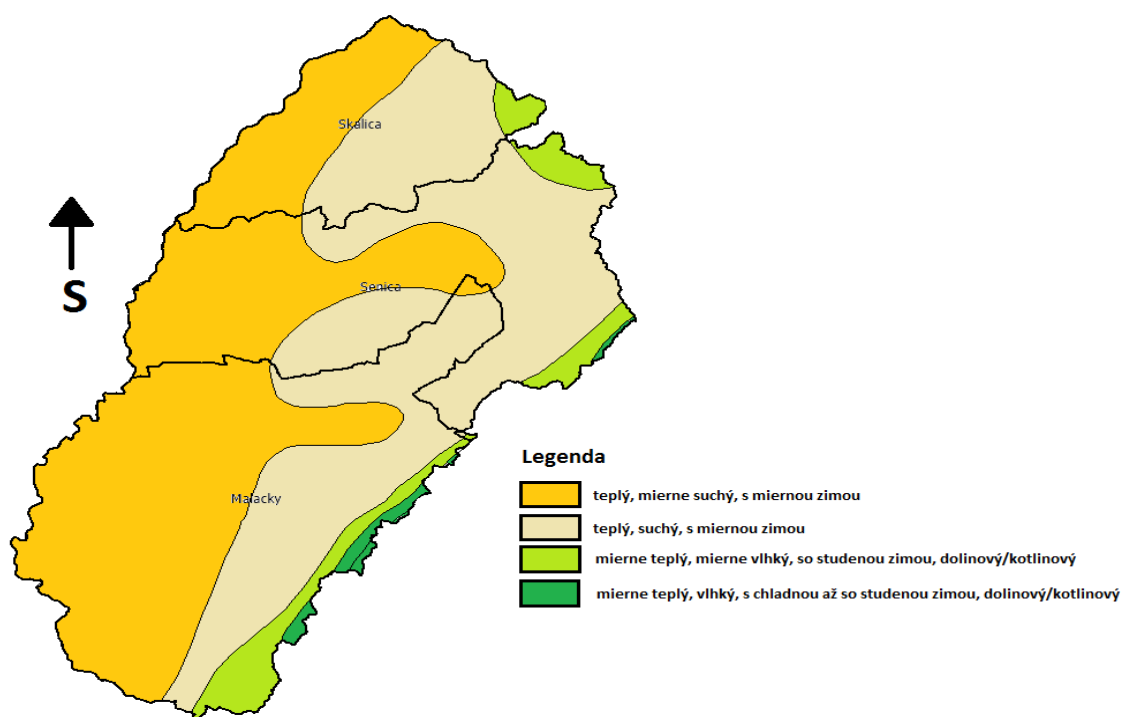 Skalica
S
Senica
Malacky
Legenda
teplý, mierne suchý, s miernou zimou
teplý, suchý, s miernou zimou
mierne teplý, mierne vlhký, so studenou zimou, dolinový/kotlinový
mierne teplý, vlhký, s chladnou až so studenou zimou, dolinový/kotlinový